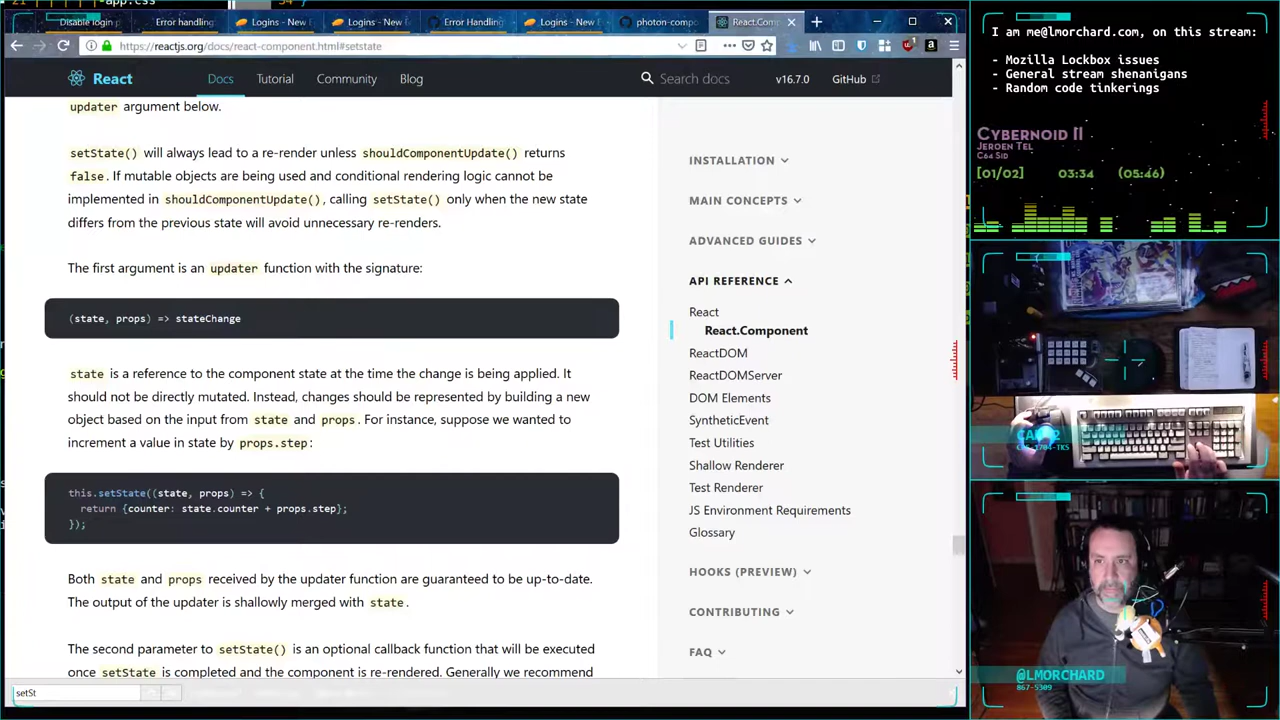 21
-app.css
54
}
Disable login
Error handling
Logins - New E
Logins - New
Error Handling
Logins - New E
photon-compo
React.Comp
https://reactjs.org/docs/react-component.html#setstate
React
Docs
Tutorial
Community
Blog
Search docs
v16.7.0
GitHub
updater argument below.
setState() will always lead to a re-render unless shouldComponentUpdate() returns
false. If mutable objects are being used and conditional rendering logic cannot be
implemented in shouldComponentUpdate(), calling setState() only when the new state
differs from the previous state will avoid unnecessary re-renders.
The first argument is an updater function with the signature:
(state, props) => stateChange
state is a reference to the component state at the time the change is being applied. It
should not be directly mutated. Instead, changes should be represented by building a new
object based on the input from state and props. For instance, suppose we wanted to
increment a value in state by props.step:
this.setState((state, props) => {
return {counter: state.counter + props.step};
});
Both state and props received by the updater function are guaranteed to be up-to-date.
The output of the updater is shallowly merged with state.
The second parameter to setState() is an optional callback function that will be executed
once setState is completed and the component is re-rendered. Generally we recommend
setSt
INSTALLATION
MAIN CONCEPTS
ADVANCED GUIDES
API REFERENCE
React
React.Component
ReactDOM
ReactDOMServer
DOM Elements
SyntheticEvent
Test Utilities
Shallow Renderer
Test Renderer
JS Environment Requirements
Glossary
HOOKS (PREVIEW)
CONTRIBUTING
FAQ
I am me@lmorchard.com, on this stream:
- Mozilla Lockbox issues
- General stream shenanigans
- Random code tinkerings
Cybernoid II
Jeroen Tel
C64 Sid
[01/02]
03:34
(05:46)
@LMORCHARD
867-5309